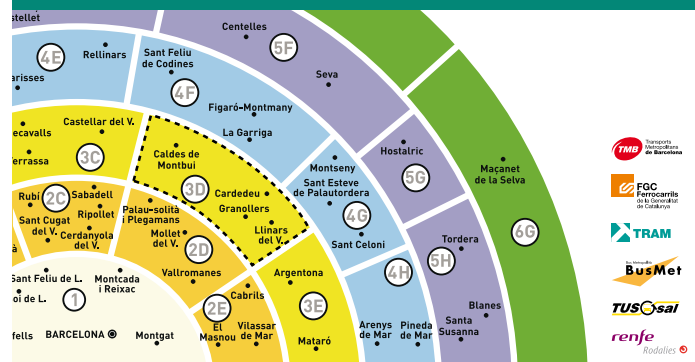 stellet
Centelles
5F
Seva
4E
Rellinars
arisses
Sant Feliu
de Codines
4F
Figaró-Montmany
La Garriga
Castellar del V.
ecavalls
errassa
3C
Caldes de
Montbui
3D
Cardedeu
Granollers
Llinars
del V.
Hostalric
5G
Montseny
Sant Esteve
de Palautordera
4G
Sant Celoni
Maçanet
de la Selva
6G
Rubí
2C
Sabadell
Ripollet
Sant Cugat
del V.
Cerdanyola
del V.
à
Palau-solità
i Plegamans
Mollet
del V.
2D
Vallromanes
Tordera
5H
4H
Blanes
Santa
Susanna
Argentona
3E
Mataró
Arenys
de Mar
Pineda
de Mar
Cabrils
2E
El
Masnou
Vilassar
de Mar
Sant Feliu de L.
oi de L.
1
Montcada
i Reixac
fells
BARCELONA
Montgat
TMB
Transports
Metropolitans
de Barcelona
FGC
Ferrocarrils
de la Generalitat
de Catalunya
TRAM
Bus Metropolità
BusMet
TUSGsal
renfe
Rodalies